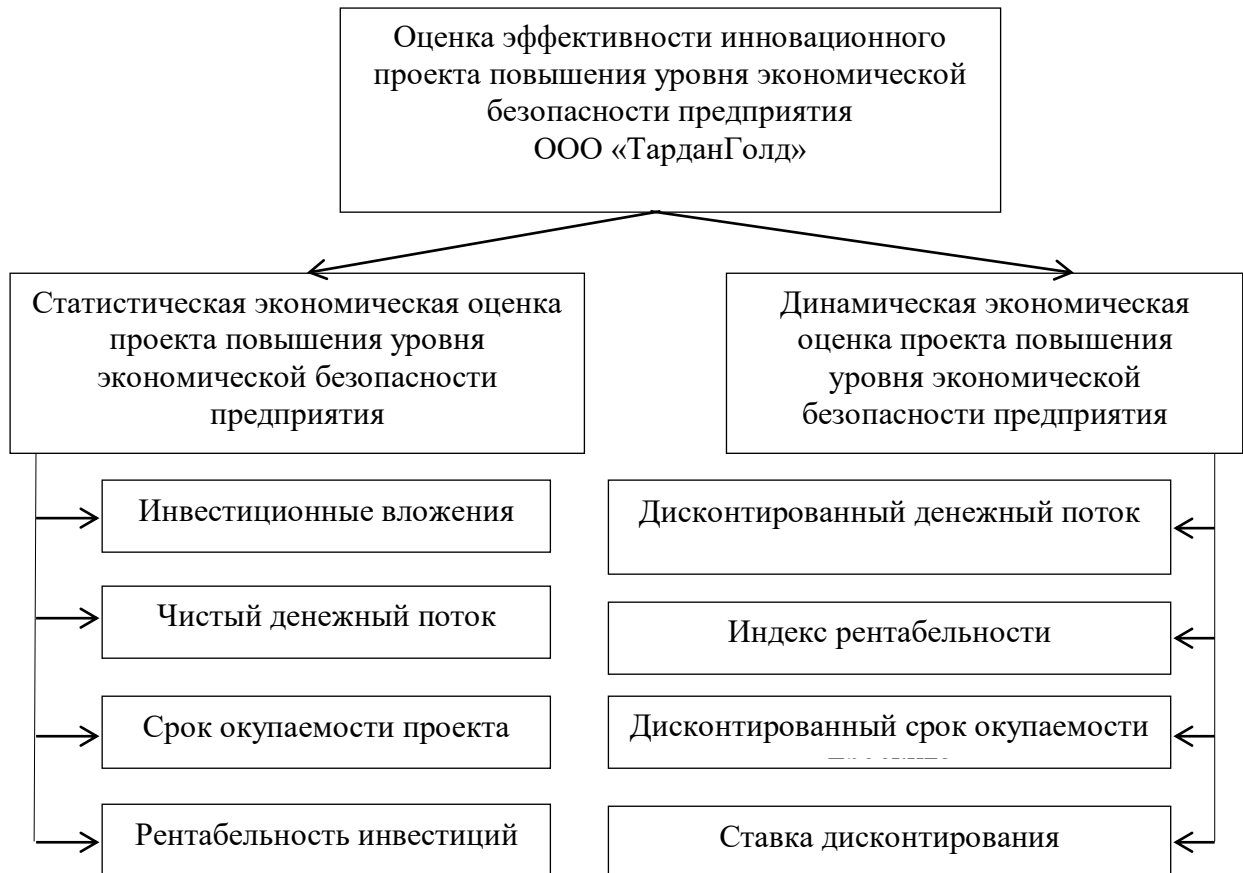 Оценка эффективности инновационного
проекта повышения уровня экономической
безопасности предприятия
ООО «ТарданГолд»
Статистическая экономическая оценка
проекта повышения уровня
экономической безопасности
предприятия
Динамическая экономическая
оценка проекта повышения
уровня экономической
безопасности предприятия
Инвестиционные вложения
Чистый денежный поток
Срок окупаемости проекта
Рентабельность инвестиций
Дисконтированный денежный поток
Индекс рентабельности
Дисконтированный срок окупаемости
Ставка дисконтирования